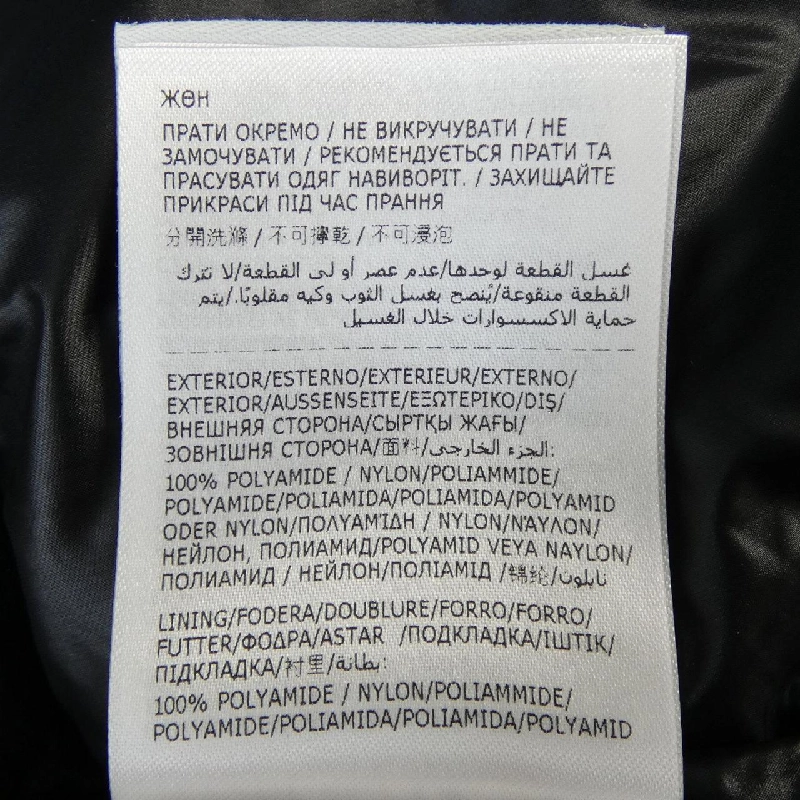 ЖӨН
ПРАТИ ОКРЕМО / НЕ ВИКРУЧУВАТИ / НЕ
ЗАМОЧУВАТИ / РЕКОМЕНДУЄТЬСЯ ПРАТИ ТА
ПРАСУВАТИ ОДЯГ НАВИВОРІТ. / ЗАХИЩАЙТЕ
ПРИКРАСИ ПІД ЧАС ПРАННЯ
分開洗滌 / 不可擰乾 / 不可浸泡
غسل القطعة لوحدها/عدم عصر أو لى القطعة/لا تترك
القطعة منقوعة/يُنصح بغسل الثوب وكيه مقلوبًا./يتم
حماية الاكسسوارات خلال الغسيل
EXTERIOR/ESTERNO/EXTERIEUR/EXTERNO/
EXTERIOR/AUSSENSEITE/ΕΞΩΤΕΡΙΚΟ/DIŞ/
ВНЕШНЯЯ СТОРОНА/СЫРТҚЫ ЖАҒЫ/
ЗОВНІШНЯ СТОРОНА/面料/الجزء الخارجى:
100% POLYAMIDE / NYLON/POLIAMMIDE/
POLYAMIDE/POLIAMIDA/POLIAMIDA/POLYAMID
ODER NYLON/ΠΟΛΥΑΜΊΔΗ / NYLON/ΝΆΥΛΟΝ/
НЕЙЛОН, ПОЛИАМИД/POLYAMID VEYA NAYLON/
ПОЛИАМИД / НЕЙЛОН/ПОЛІАМІД /锦纶/نايلون
LINING/FODERA/DOUBLURE/FORRO/FORRO/
FUTTER/ΦΟΔΡΑ/ASTAR /ПОДКЛАДКА/ІШТІК/
ПІДКЛАДКА/衬里/بطانة:
100% POLYAMIDE / NYLON/POLIAMMIDE/
POLYAMIDE/POLIAMIDA/POLIAMIDA/POLYAMID